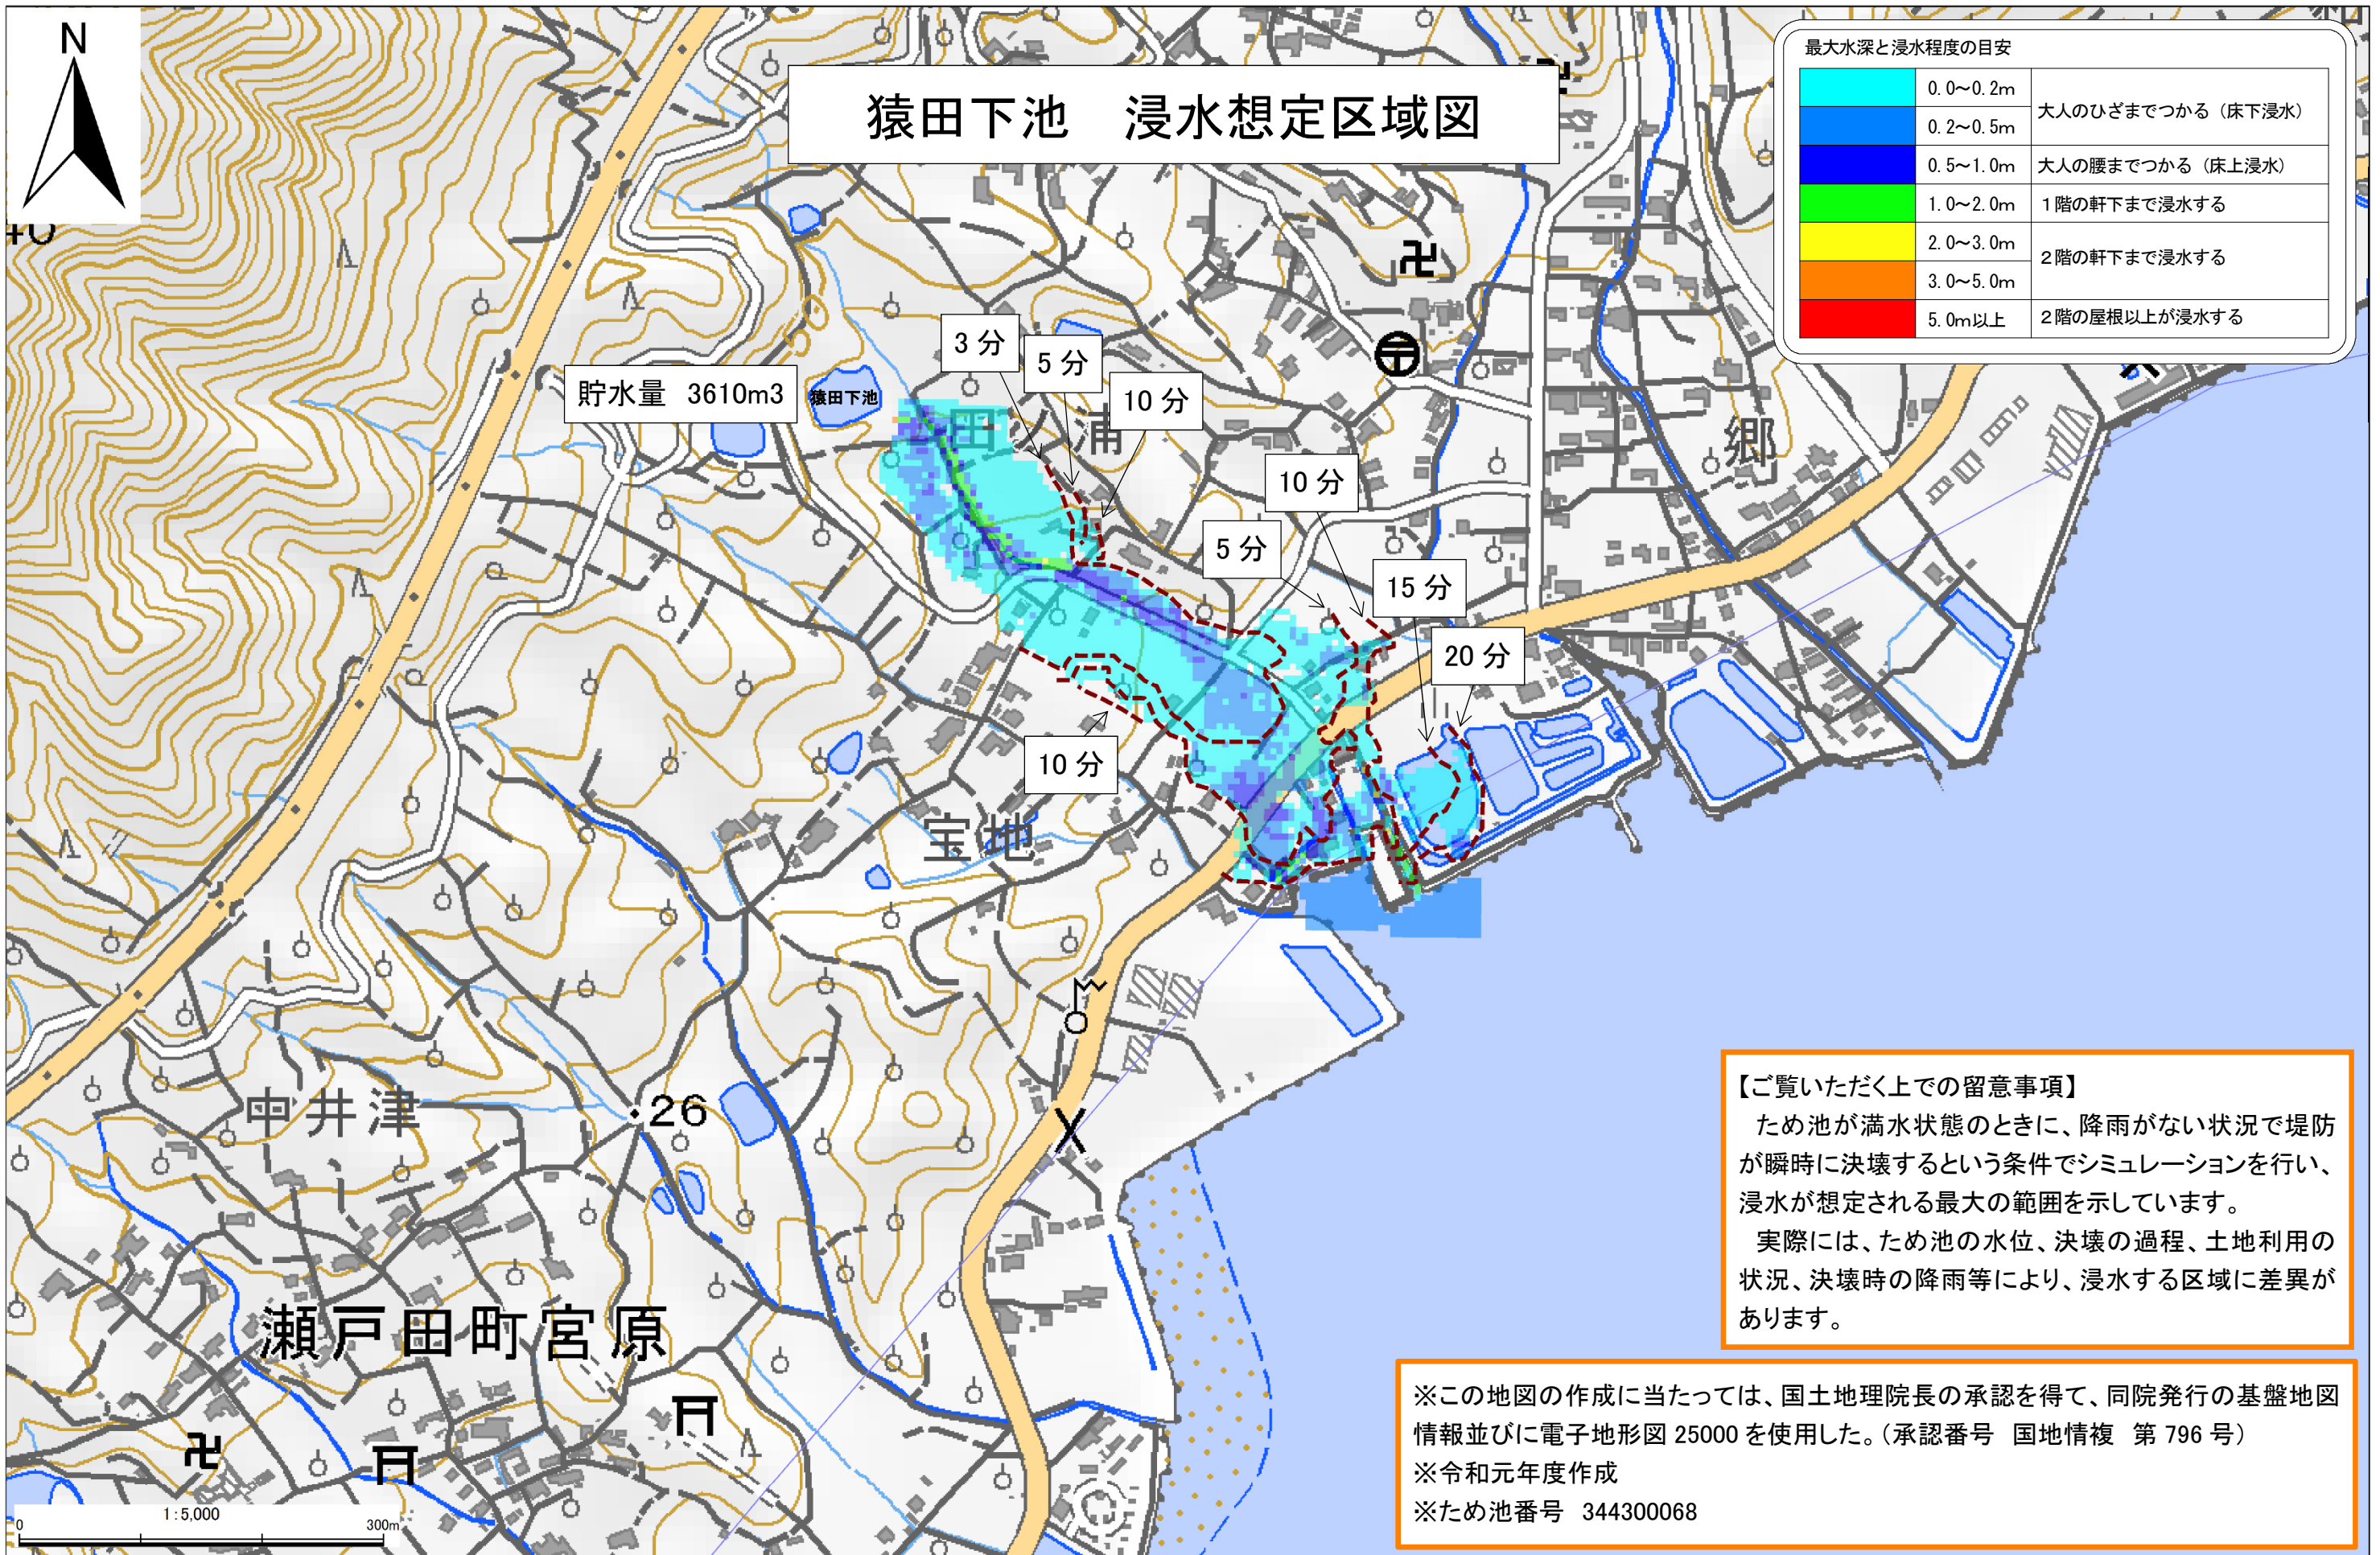 N
猿田下池　浸水想定区域図
最大水深と浸水程度の目安
0.0～0.2m
大人のひざまでつかる（床下浸水）
0.2～0.5m
0.5～1.0m
大人の腰までつかる（床上浸水）
1.0～2.0m
1階の軒下まで浸水する
2.0～3.0m
2階の軒下まで浸水する
3.0～5.0m
5.0m以上
2階の屋根以上が浸水する
貯水量　3610m3
猿田下池
3分
5分
10分
田ノ浦
郷
10分
5分
15分
20分
10分
宝地
中井津
26
瀬戸田町宮原
【ご覧いただく上での留意事項】
　ため池が満水状態のときに、降雨がない状況で堤防
が瞬時に決壊するという条件でシミュレーションを行い、
浸水が想定される最大の範囲を示しています。
　実際には、ため池の水位、決壊の過程、土地利用の
状況、決壊時の降雨等により、浸水する区域に差異が
あります。
※この地図の作成に当たっては、国土地理院長の承認を得て、同院発行の基盤地図
情報並びに電子地形図 25000 を使用した。（承認番号　国地情複　第 796 号）
※令和元年度作成
※ため池番号　344300068
1:5,000
0　300m